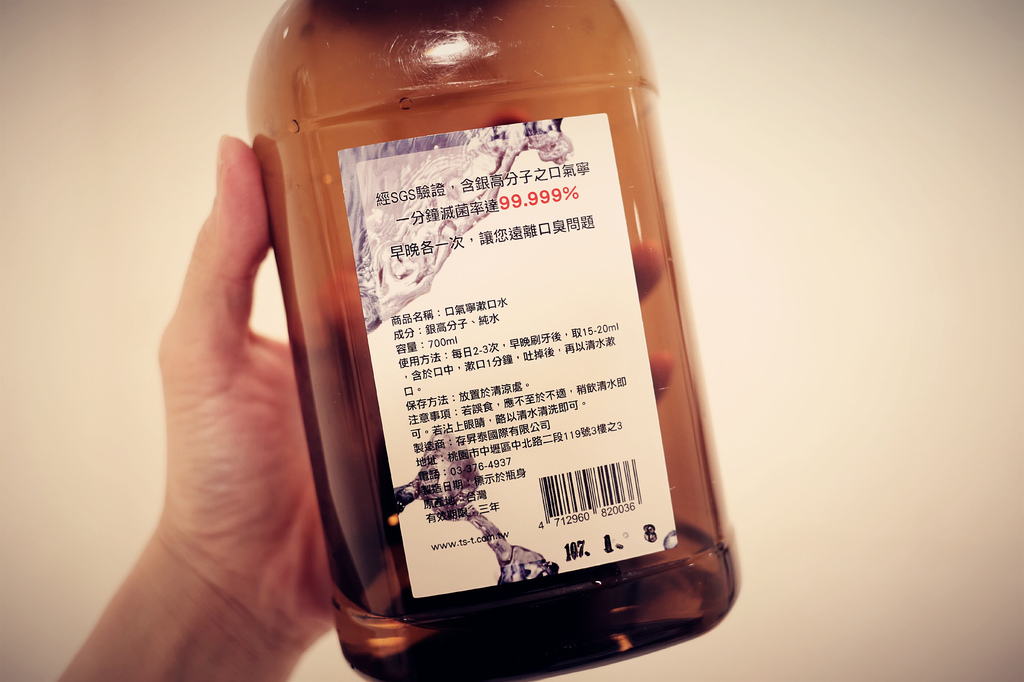 經SGS驗證，含銀高分子之口氣寧
一分鐘滅菌率達99.999%
早晚各一次，讓您遠離口臭問題
商品名稱：口氣寧漱口水
成分：銀高分子、純水
容量：700ml
使用方法：每日2-3次，早晚刷牙後，取15-20ml
，含於口中，漱口1分鐘，吐掉後，再以清水漱
口。
保存方法：放置於清涼處。
注意事項：若誤食，應不至於不適，稍飲清水即
可。若沾上眼睛，略以清水清洗即可。
製造商：存昇泰國際有限公司
地址：桃園市中壢區中北路二段119號3樓之3
電話：03-376-4937
製造日期：標示於瓶身
原產地：台灣
有效期限：三年
www.ts-t.com.tw
4 712960 820036
107. 1. 8